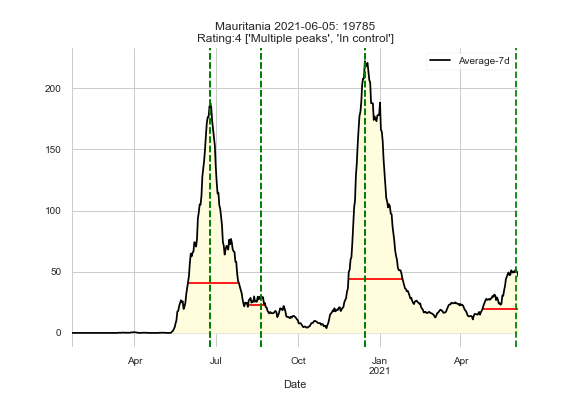 Mauritania 2021-06-05: 19785
Rating:4 ['Multiple peaks', 'In control']
Average-7d
200
150
100
50
0
Apr
Jul
Oct
Jan
2021
Apr
Date